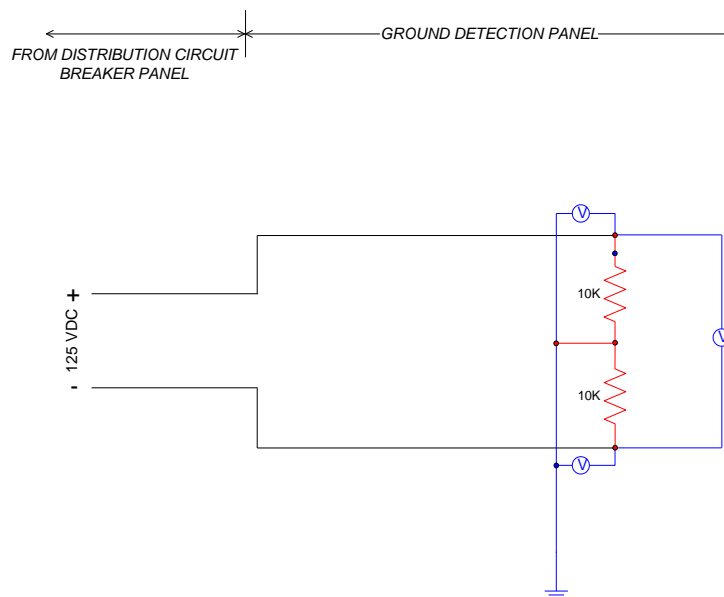 GROUND DETECTION PANEL
FROM DISTRIBUTION CIRCUIT
BREAKER PANEL
V
10K
+
125 VDC
-
V
10K
V